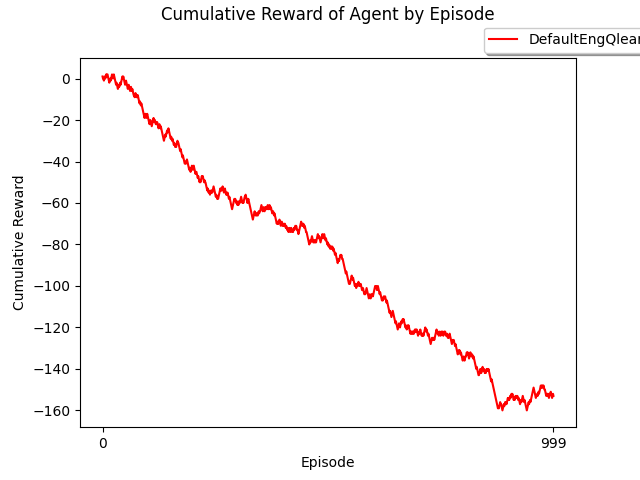 Cumulative Reward of Agent by Episode
DefaultEngQlear
0
−20
−40
−60
−80
−100
−120
−140
−160
Cumulative Reward
0
999
Episode